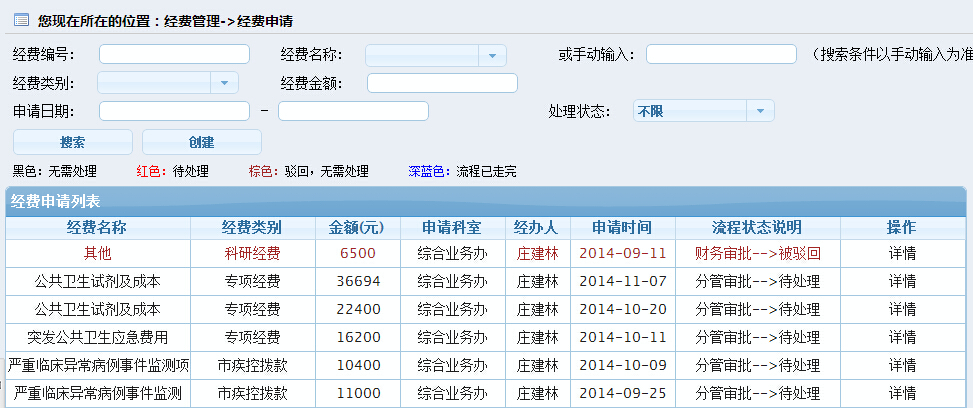 您现在所在的位置：经费管理->经费申请
经费编号： 经费名称： 或手动输入： （搜索条件以手动输入为准
经费类别： 经费金额：
申请日期： - 处理状态： 不限
搜索 创建
黑色：无需处理 红色：待处理 棕色：驳回，无需处理 深蓝色：流程已走完
经费申请列表
经费名称 经费类别 金额(元) 申请科室 经办人 申请时间 流程状态说明 操作
其他 科研经费 6500 综合业务办 庄建林 2014-09-11 财务审批-->被驳回 详情
公共卫生试剂及成本 专项经费 36694 综合业务办 庄建林 2014-11-07 分管审批-->待处理 详情
公共卫生试剂及成本 专项经费 22400 综合业务办 庄建林 2014-10-20 分管审批-->待处理 详情
突发公共卫生应急费用 专项经费 16200 综合业务办 庄建林 2014-10-11 分管审批-->待处理 详情
严重临床异常病例事件监测项 市疾控拨款 10400 综合业务办 庄建林 2014-10-09 分管审批-->待处理 详情
严重临床异常病例事件监测 市疾控拨款 11000 综合业务办 庄建林 2014-09-25 分管审批-->待处理 详情